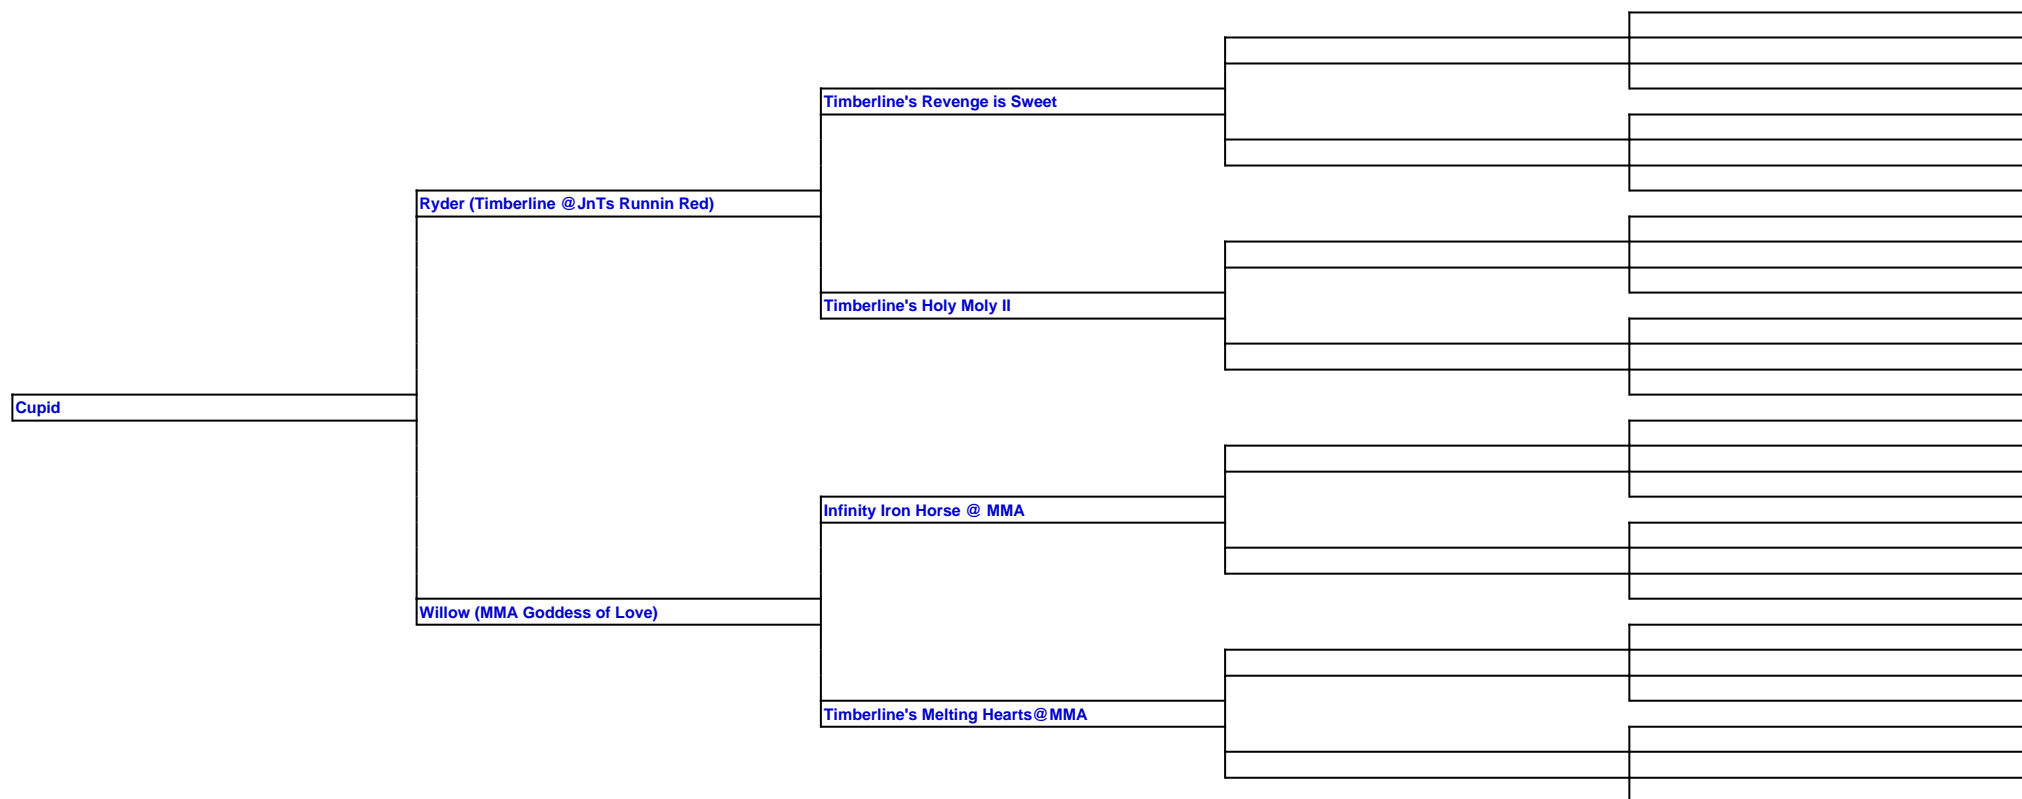 Timberline's Revenge is Sweet
Ryder (Timberline @JnTs Runnin Red)
Timberline's Holy Moly II
Cupid
Infinity Iron Horse @ MMA
Willow (MMA Goddess of Love)
Timberline's Melting Hearts@MMA